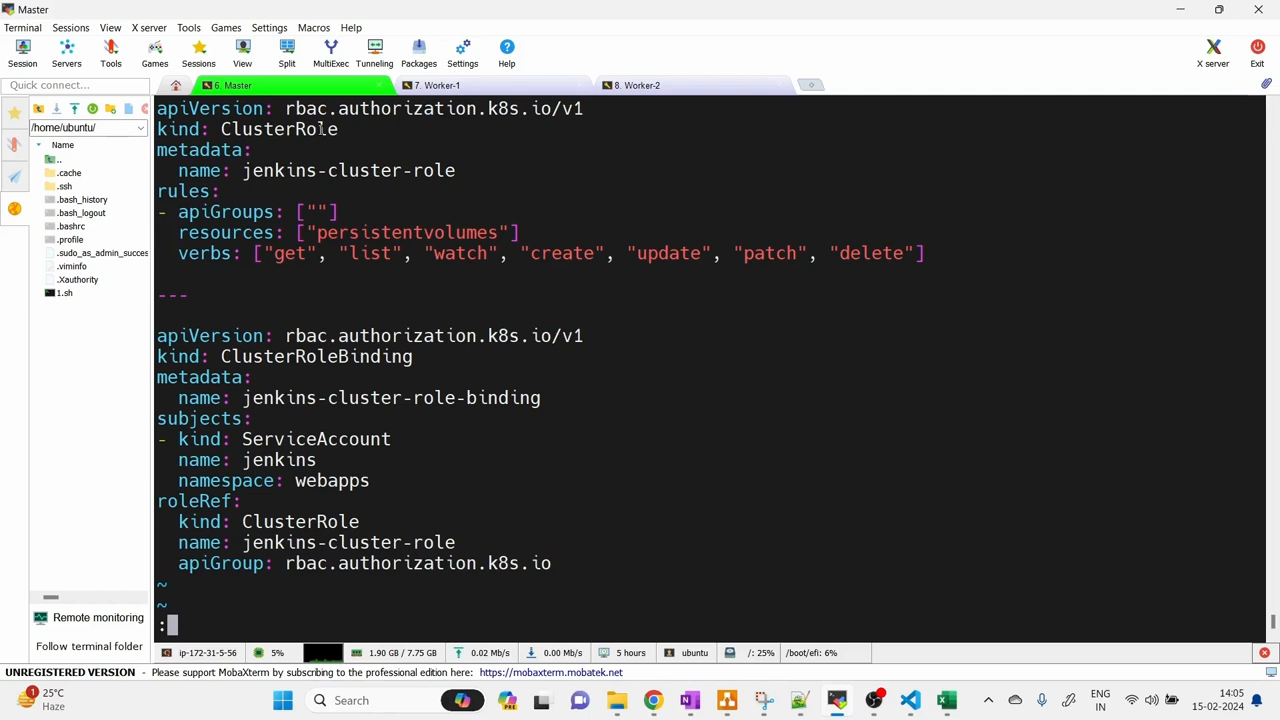 Master
Terminal Sessions View X server Tools Games Settings Macros Help
Session Servers Tools Games Sessions View Split MultiExec Tunneling Packages Settings Help X server Exit
Quick connect...
6. Master
7. Worker-1
8. Worker-2
/home/ubuntu/
Name
..
.cache
.ssh
.bash_history
.bash_logout
.bashrc
.profile
.sudo_as_admin_succes
.viminfo
.Xauthority
1.sh
Remote monitoring
Follow terminal folder
apiVersion: rbac.authorization.k8s.io/v1
kind: ClusterRole
metadata:
  name: jenkins-cluster-role
rules:
- apiGroups: [""]
  resources: ["persistentvolumes"]
  verbs: ["get", "list", "watch", "create", "update", "patch", "delete"]
---
apiVersion: rbac.authorization.k8s.io/v1
kind: ClusterRoleBinding
metadata:
  name: jenkins-cluster-role-binding
subjects:
- kind: ServiceAccount
  name: jenkins
  namespace: webapps
roleRef:
  kind: ClusterRole
  name: jenkins-cluster-role
  apiGroup: rbac.authorization.k8s.io
~
~
:
ip-172-31-5-56 5% 1.90 GB / 7.75 GB 0.02 Mb/s 0.00 Mb/s 5 hours ubuntu /: 25% /boot/efi: 6%
UNREGISTERED VERSION - Please support MobaXterm by subscribing to the professional edition here: https://mobaxterm.mobatek.net
1
25°C
Haze
Search
ENG
IN
14:05
15-02-2024